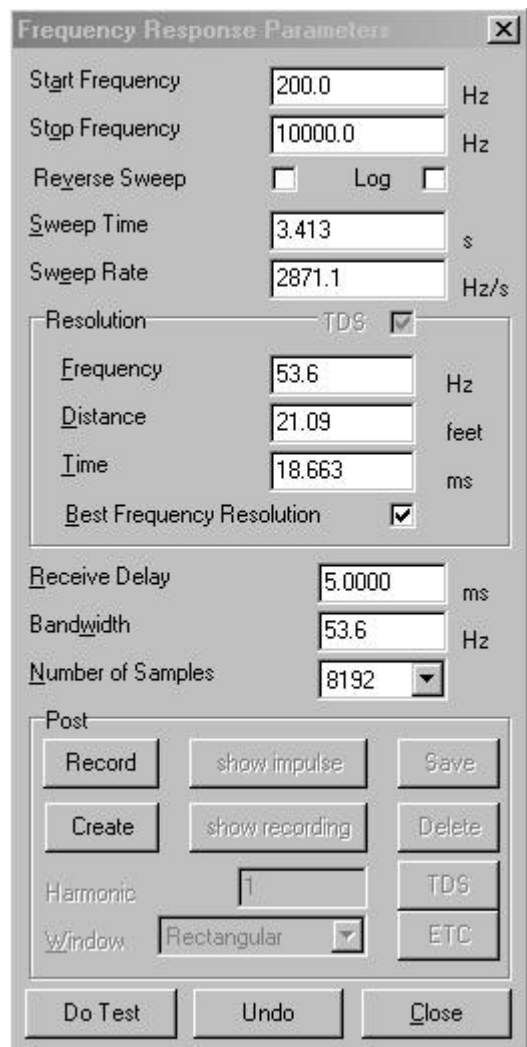 Frequency Response Parameters
Start Frequency 200.0 Hz
Stop Frequency 10000.0 Hz
Reverse Sweep Log
Sweep Time 3.413 s
Sweep Rate 2871.1 Hz/s
Resolution TDS
Frequency 53.6 Hz
Distance 21.09 feet
Time 18.663 ms
Best Frequency Resolution
Receive Delay 5.0000 ms
Bandwidth 53.6 Hz
Number of Samples 8192
Post
Record show impulse Save
Create show recording Delete
Harmonic 1 TDS
Window Rectangular ETC
Do Test Undo Close